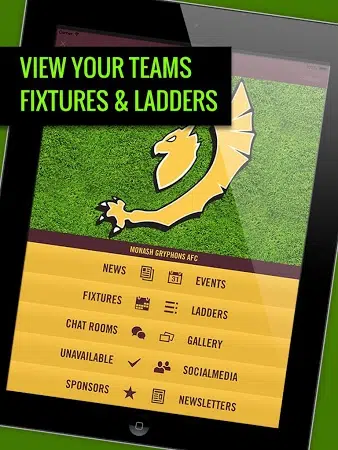 VIEW YOUR TEAMS
FIXTURES & LADDERS
MONASH GRYPHONS AFC
NEWS
31
EVENTS
FIXTURES
LADDERS
CHAT ROOMS
GALLERY
UNAVAILABLE
SOCIALMEDIA
SPONSORS
NEWSLETTERS